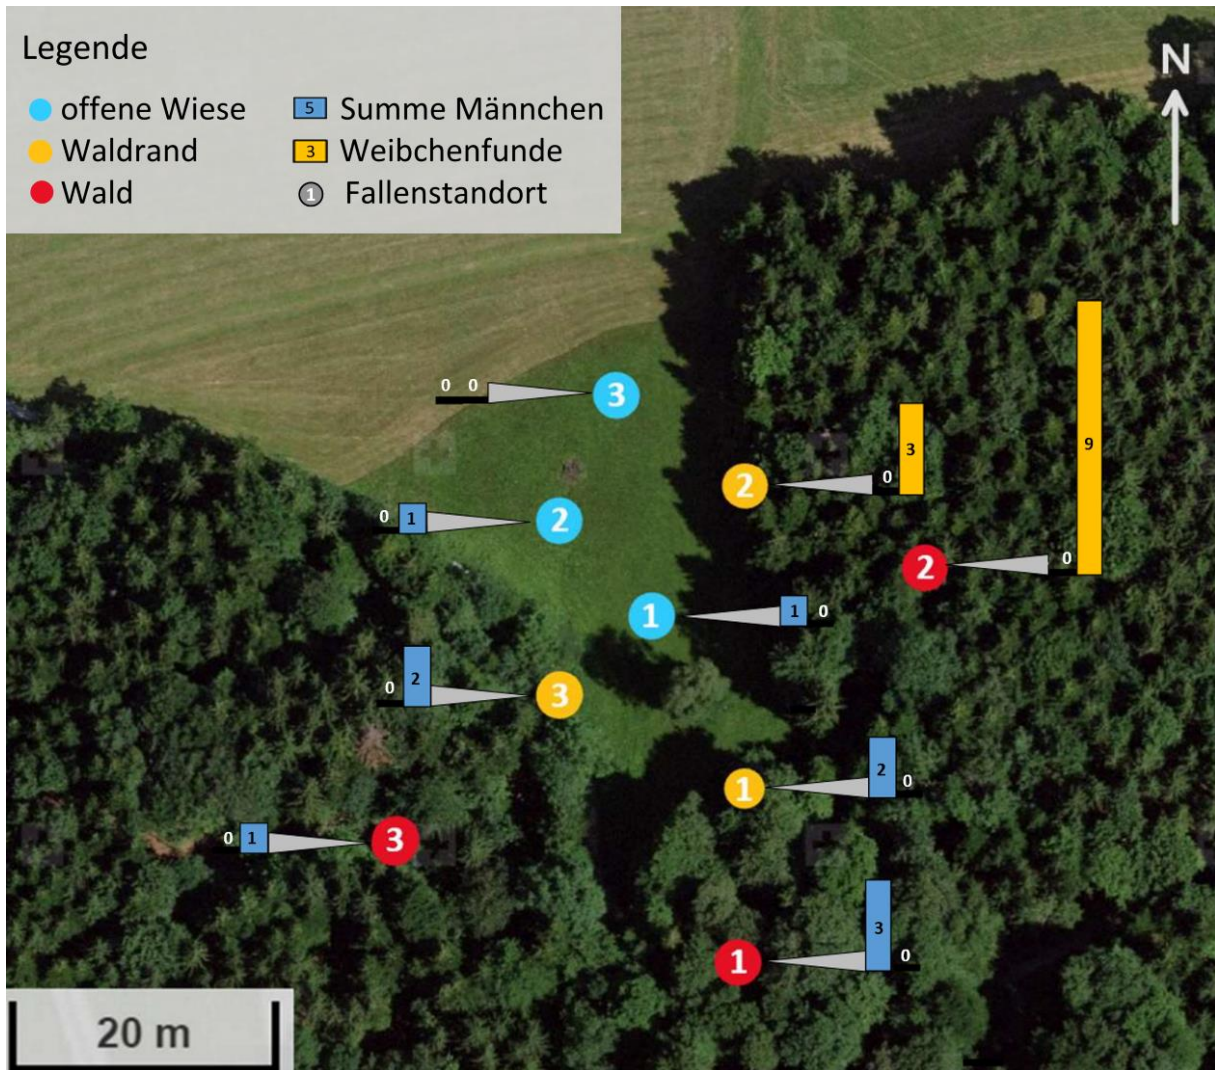 Legende
offene Wiese
5 Summe Männchen
Waldrand
3 Weibchenfunde
Wald
1 Fallenstandort
N
0 0 3
9
3
2 0
0 1 2
2 0
1 1 0
2
0 3
2
1 0
0 1 3
3
1 0
20 m